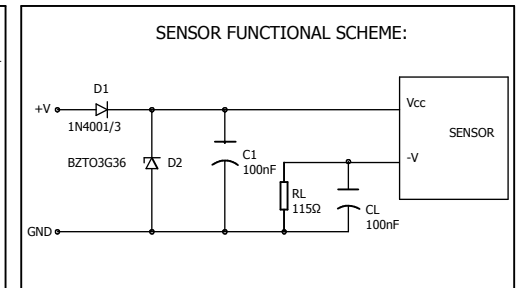 SENSOR FUNCTIONAL SCHEME:
D1
+V
1N4001/3
Vcc
SENSOR
BZTO3G36
D2
C1
100nF
-V
RL
115Ω
CL
100nF
GND